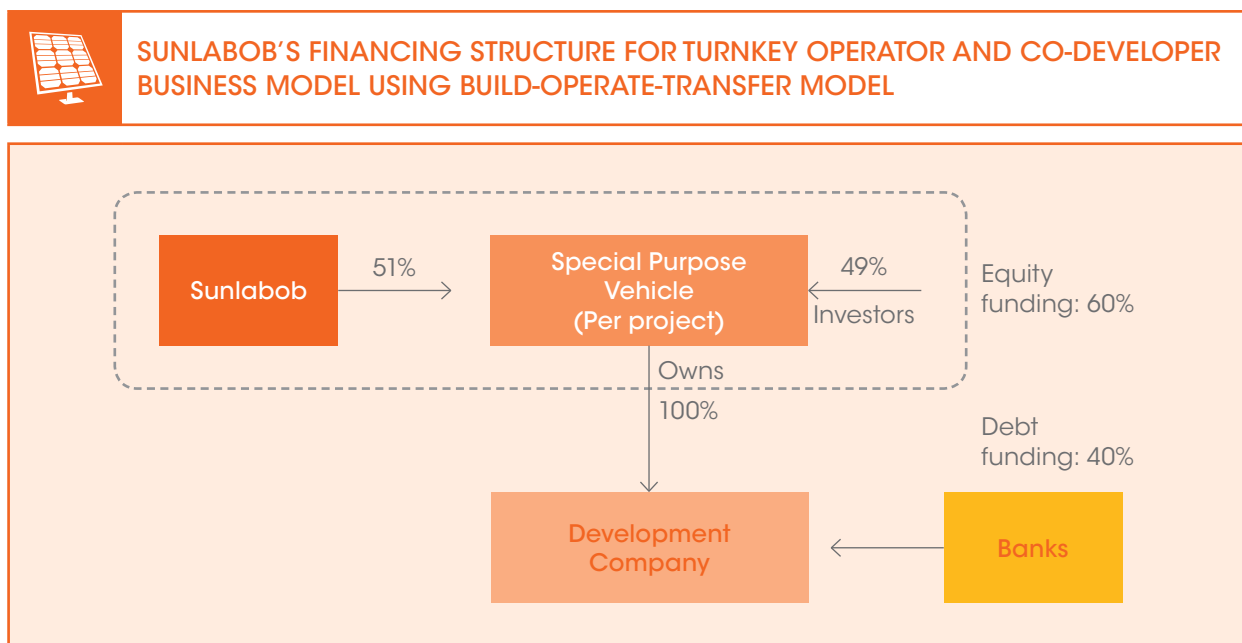 SUNLABOB'S FINANCING STRUCTURE FOR TURNKEY OPERATOR AND CO-DEVELOPER
BUSINESS MODEL USING BUILD-OPERATE-TRANSFER MODEL
Sunlabob
51%
Special Purpose
Vehicle
(Per project)
49%
Investors
Equity
funding: 60%
Owns
100%
Debt
funding: 40%
Development
Company
Banks